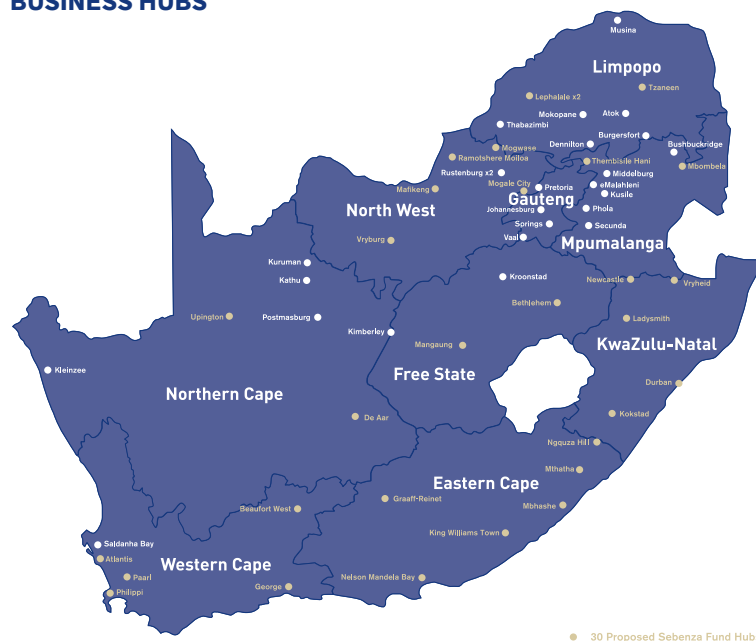 BUSINESS HUBS
Musina
Limpopo
Tzaneen
Lephalale x2
Mokopane
Atok
Thabazimbi
Burgersfort
Dennilton
Bushbuckridge
Mogwase
Ramotshere Moiloa
Thembisile Hani
Mbombela
Rustenburg x2
Middelburg
Mogale City
Pretoria
eMalahleni
Mafikeng
Kusile
Gauteng
North West
Johannesburg
Phola
Springs
Secunda
Vaal
Mpumalanga
Vryburg
Kuruman
Kroonstad
Kathu
Newcastle
Vryheid
Bethlehem
Upington
Postmasburg
Ladysmith
Kimberley
Mangaung
KwaZulu-Natal
Kleinzee
Free State
Durban
Northern Cape
De Aar
Kokstad
Ngquza Hill
Mthatha
Eastern Cape
Graaff-Reinet
Mbhashe
Beaufort West
King Williams Town
Saldanha Bay
Atlantis
Western Cape
Paarl
Nelson Mandela Bay
George
Philippi
30 Proposed Sebenza Fund Hub